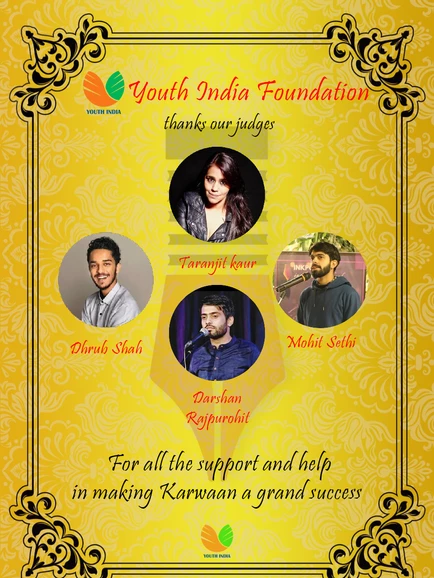 Youth India Foundation
YOUTH INDIA
thanks our judges
Taranjit kaur
Dhruh Shah
Mohit Sethi
Darshan
Rajpurohit
For all the support and help
in making Karwaan a grand success
YOUTH INDIA